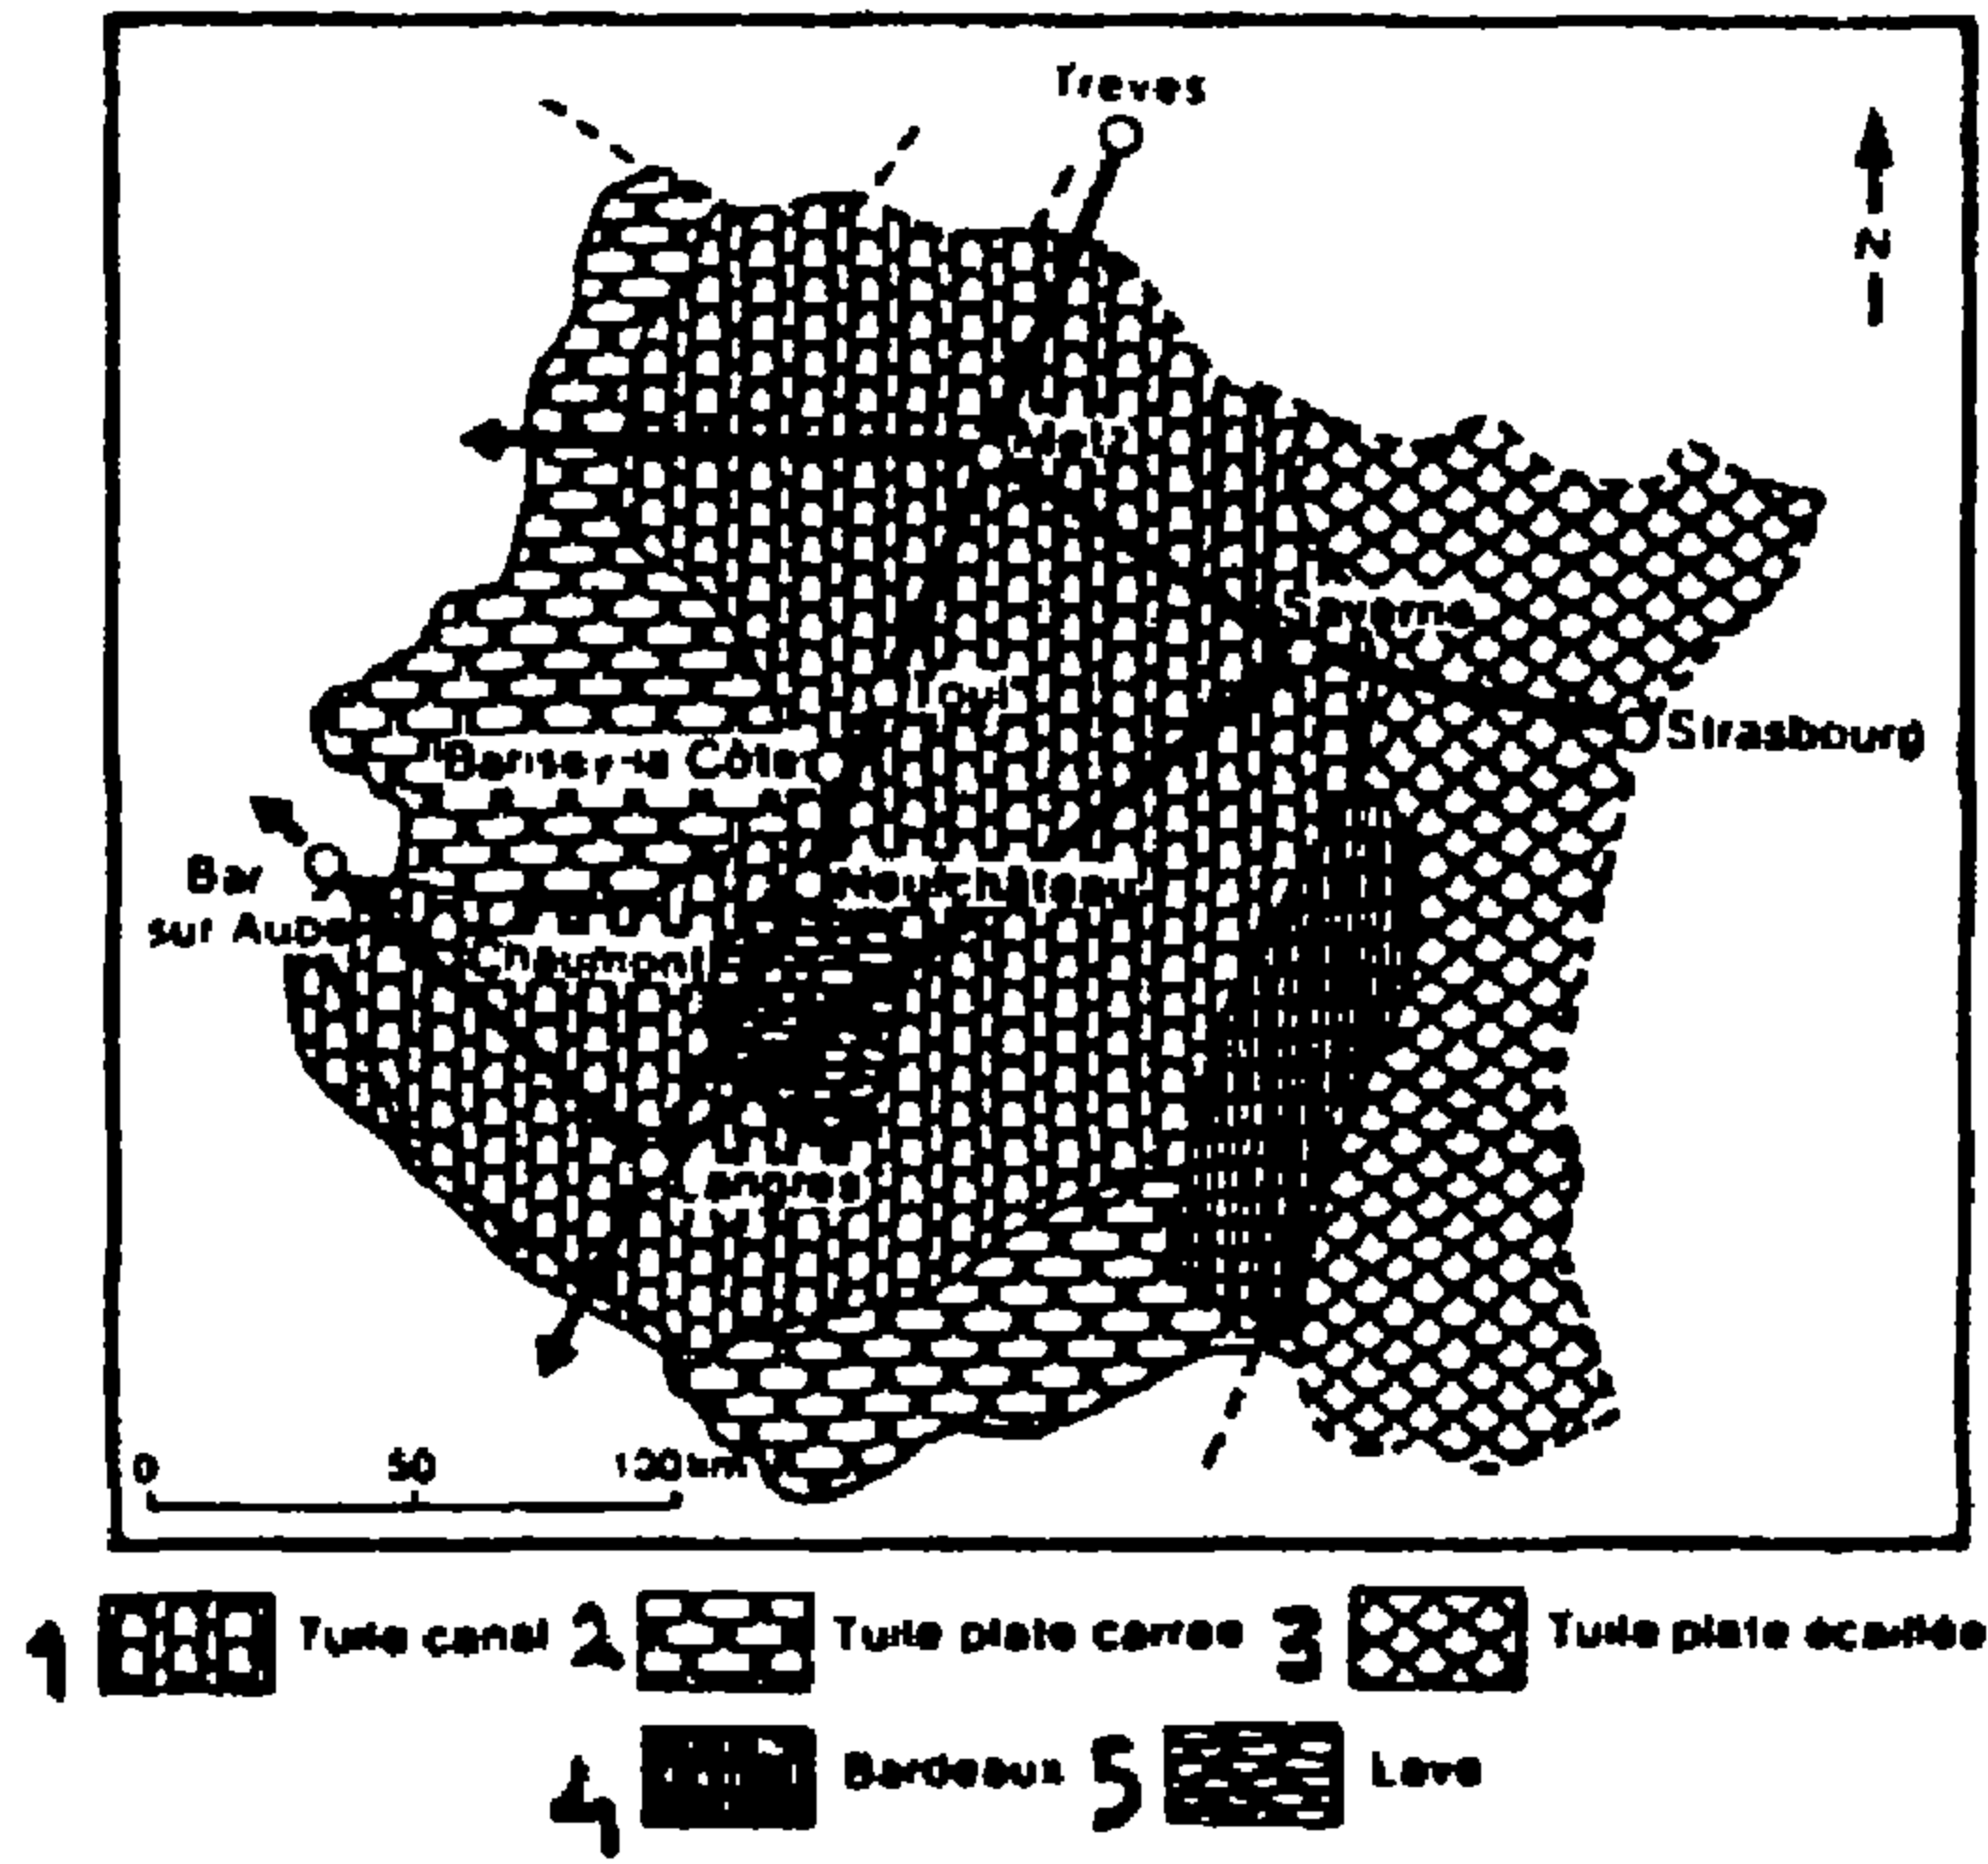 Treves
N
Metz
Saverne
Toul
Strasbourg
Neufchâteau
Bar
sur Aube
Chaumont
Langres
0 50 100 km
1 Tuile canal 2 Tuile plate carrée 3 Tuile plate écaillée
4 Bardeaux 5 Lave